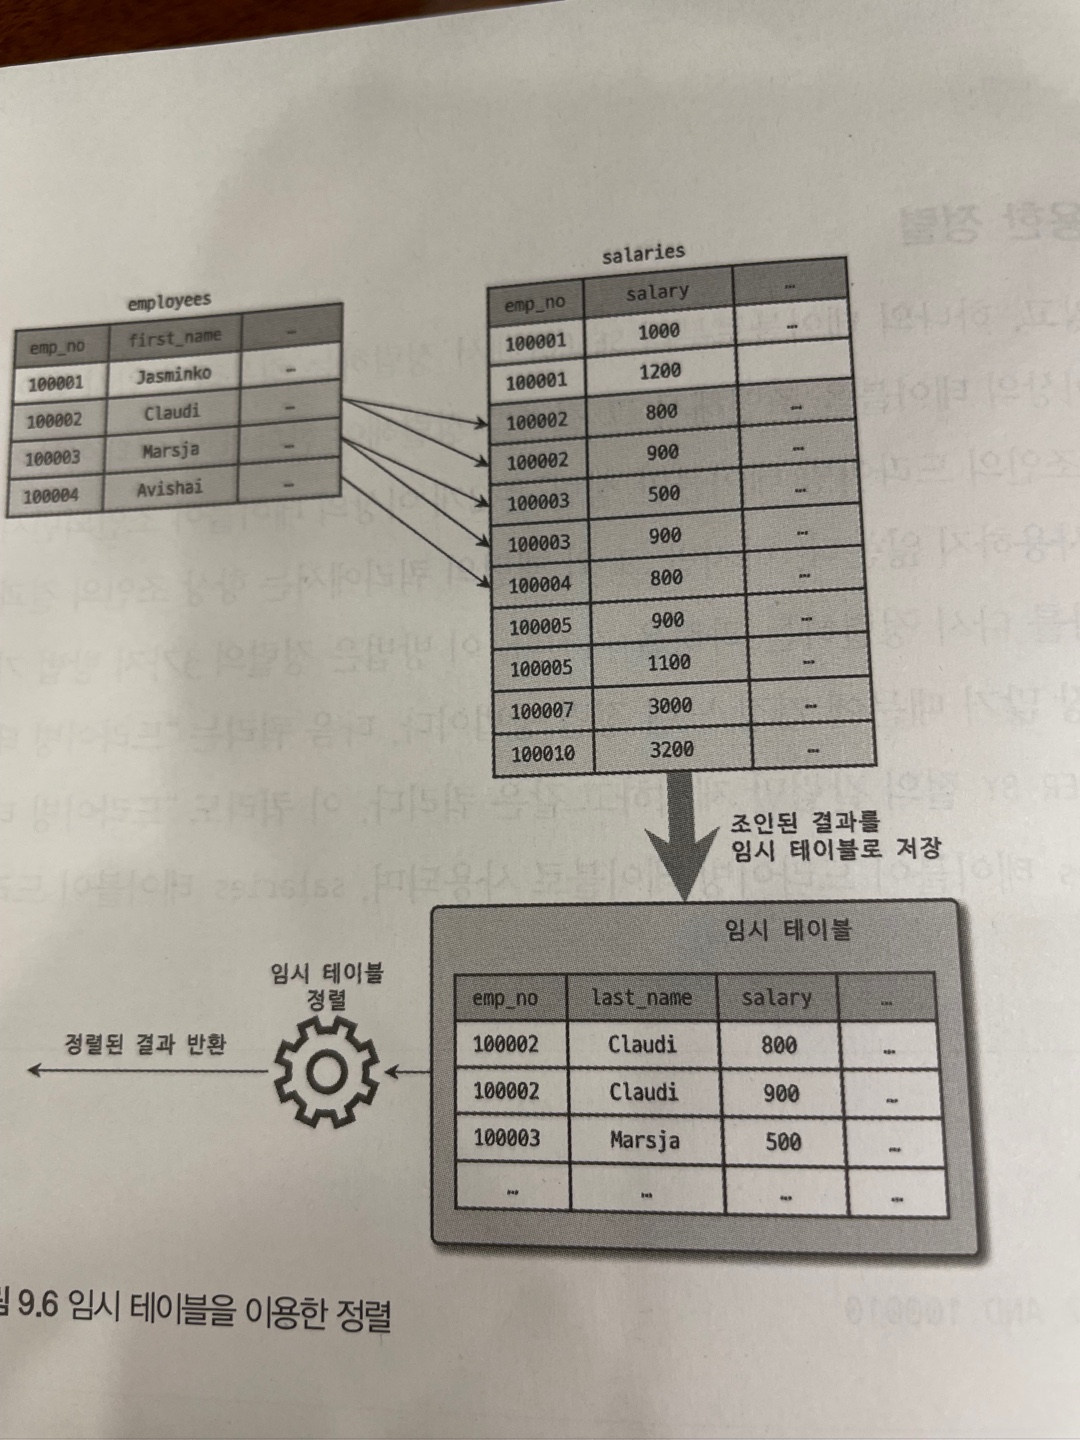 employees
emp_no first_name …
100001 Jasminko …
100002 Claudi …
100003 Marsja …
100004 Avishai …
salaries
emp_no salary …
100001 1000 …
100001 1200
100002 800 …
100002 900 …
100003 500 …
100003 900 …
100004 800 …
100005 900 …
100005 1100 …
100007 3000 …
100010 3200 …
조인된 결과를
임시 테이블로 저장
임시 테이블
emp_no last_name salary …
100002 Claudi 800 …
100002 Claudi 900 …
100003 Marsja 500 …
… … … …
임시 테이블
정렬
정렬된 결과 반환
9.6 임시 테이블을 이용한 정렬